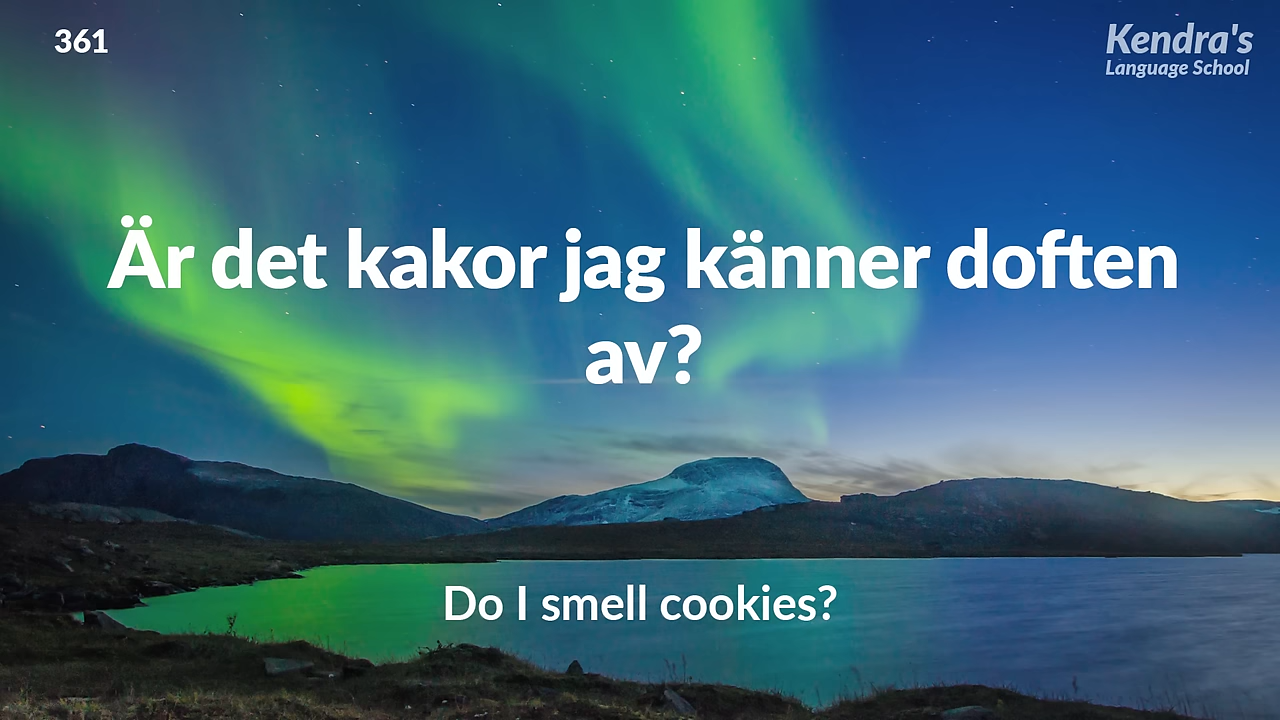 361
Kendra's
Language School
Är det kakor jag känner doften
av?
Do I smell cookies?